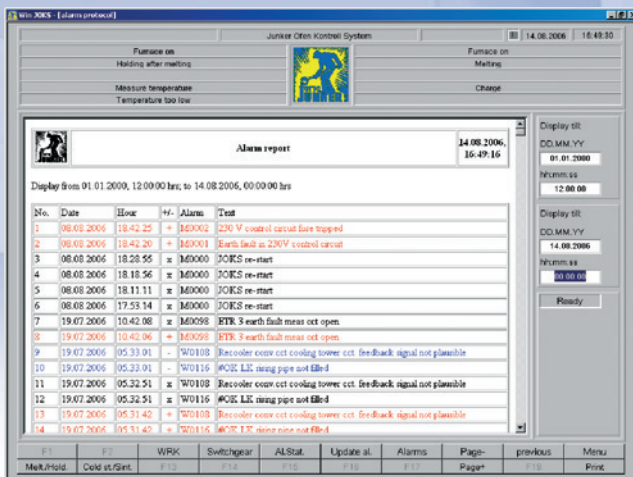 Win JOKS - [alarm protocol]
Junker Ofen Kontroll System
14.08.2006
16:49:30
Furnace on
Holding after melting
Measure temperature
Temperature too low
Furnace on
Melting
Charge
Alarm report
14.08.2006,
16:49:16
Display from 01.01.2000, 12:00:00 hrs; to 14.08.2006, 00:00:00 hrs
No. Date Hour +/- Alarm Text
1 08.08.2006 18.42.25 + M0002 230 V control circuit fuse tripped
2 08.08.2006 18.42.20 + M0001 Earth fault in 230V control circuit
3 08.08.2006 18.28.55 x M0000 JOKS re-start
4 08.08.2006 18.18.56 x M0000 JOKS re-start
5 08.08.2006 18.11.11 x M0000 JOKS re-start
6 08.08.2006 17.53.14 x M0000 JOKS re-start
7 19.07.2006 10.42.08 x M0098 ETR 3 earth fault meas cct open
8 19.07.2006 10.42.06 + M0098 ETR 3 earth fault meas cct open
9 19.07.2006 05.33.01 - W0108 Recooler conv.cct cooling tower cct. feedback signal not plausible
10 19.07.2006 05.33.01 - W0116 #OK LK rising pipe not filled
11 19.07.2006 05.32.51 x W0108 Recooler conv.cct cooling tower cct. feedback signal not plausible
12 19.07.2006 05.32.51 x W0116 #OK LK rising pipe not filled
13 19.07.2006 05.31.42 + W0108 Recooler conv.cct cooling tower cct. feedback signal not plausible
14 19.07.2006 05.31.42 + W0116 #OK LK rising pipe not filled
Display tilt
DD.MM.YY
01.01.2000
hh:mm:ss
12:00:00
Display tilt
DD.MM.YY
14.08.2006
hh:mm:ss
00:00:00
Ready
F1 F2 WRK Switchgear ALStat. Update al. Alarms Page- previous Menu
Melt./Hold. Cold st./Sint. F13 F14 F15 F16 F17 Page+ F19 Print